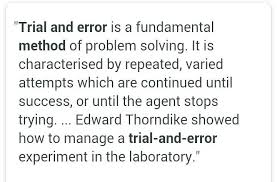 "Trial and error is a fundamental
method of problem solving. It is
characterised by repeated, varied
attempts which are continued until
success, or until the agent stops
trying. ... Edward Thorndike showed
how to manage a trial-and-error
experiment in the laboratory."